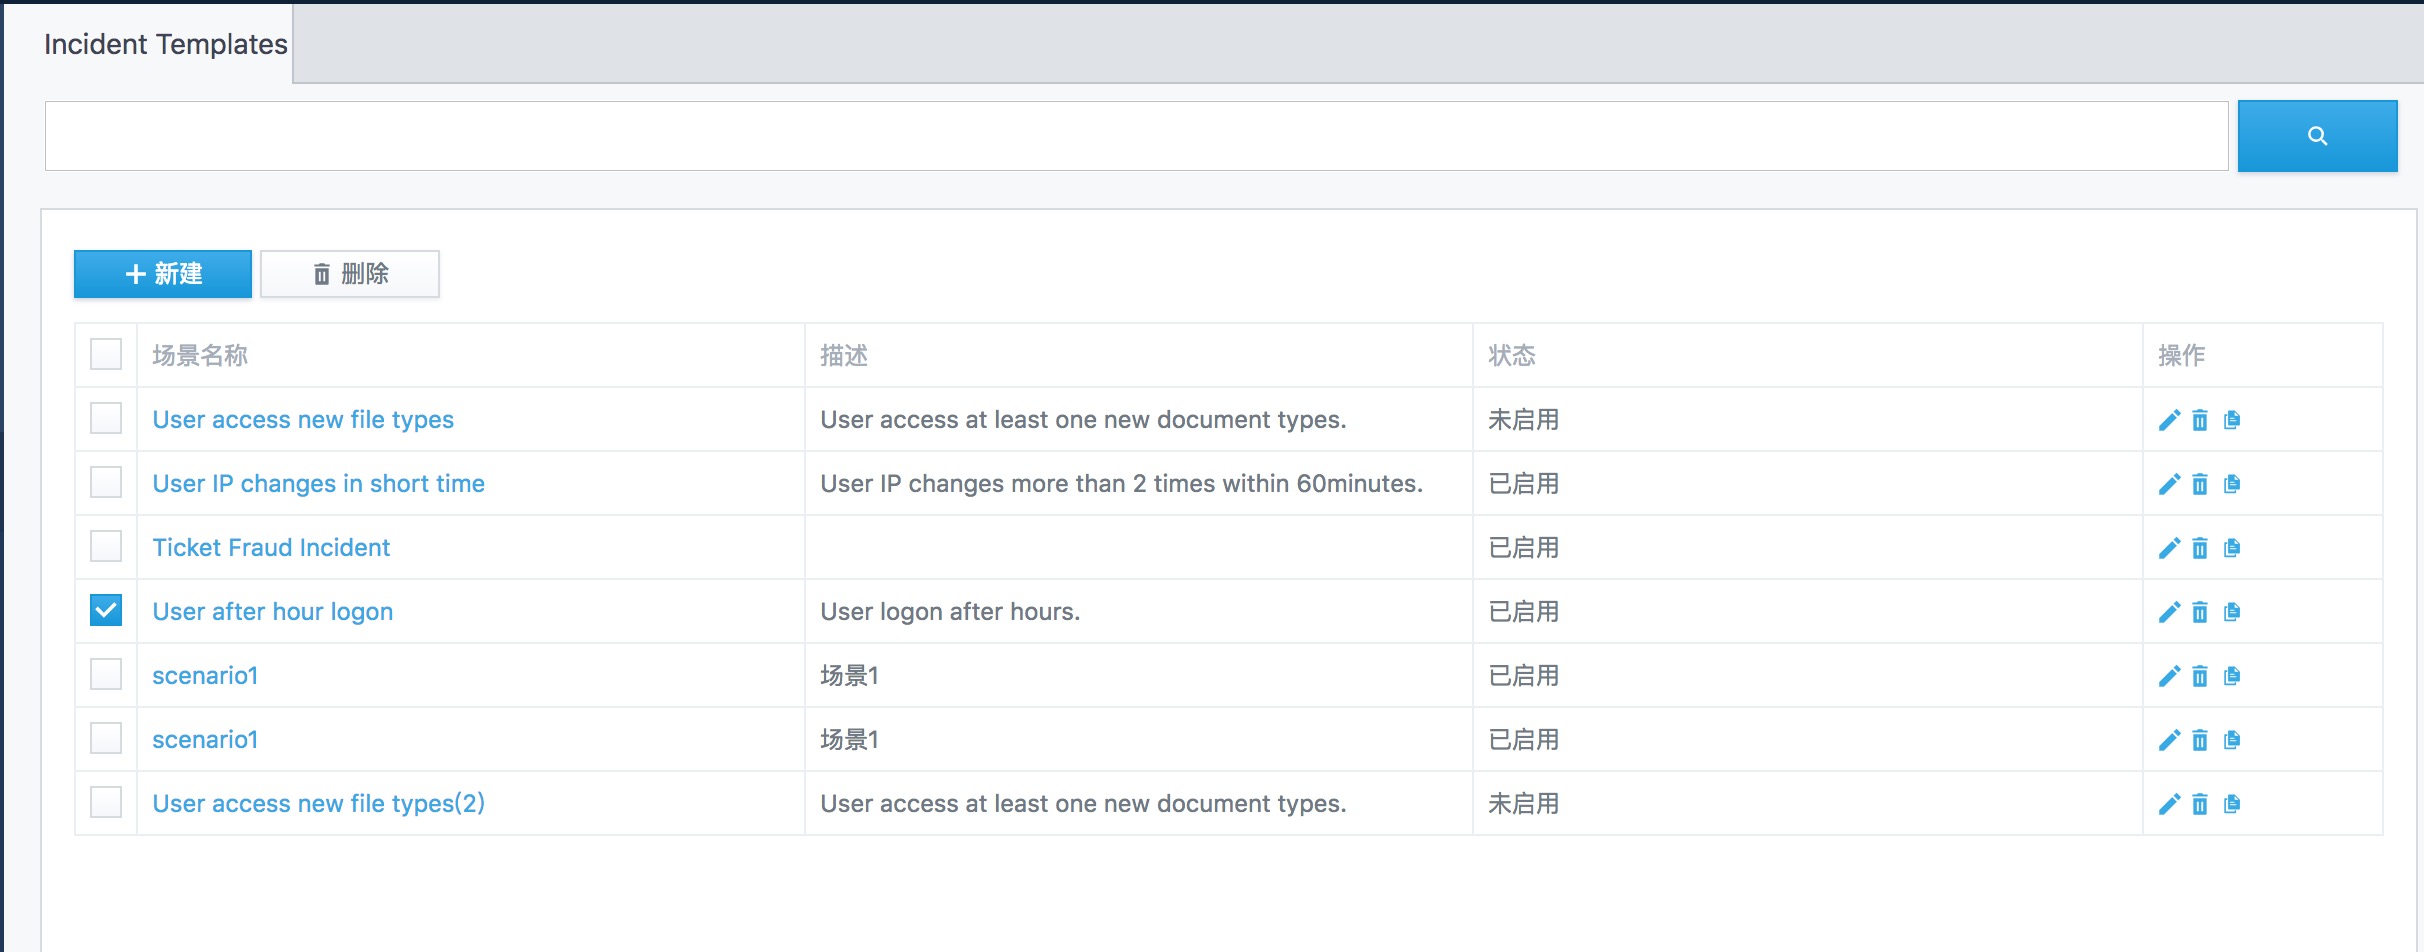 Incident Templates
新建 删除
场景名称 描述 状态 操作
User access new file types User access at least one new document types. 未启用
User IP changes in short time User IP changes more than 2 times within 60minutes. 已启用
Ticket Fraud Incident 已启用
User after hour logon User logon after hours. 已启用
scenario1 场景1 已启用
scenario1 场景1 已启用
User access new file types(2) User access at least one new document types. 未启用